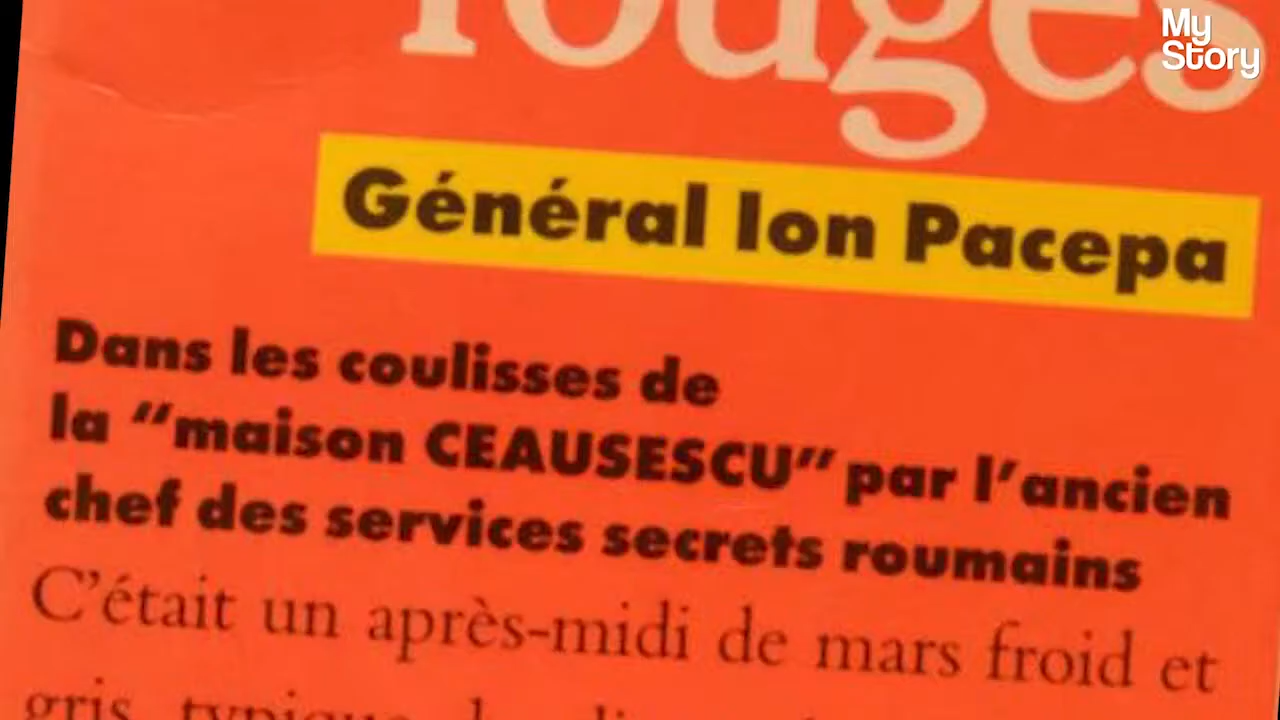 rouges
My
Story
Général Ion Pacepa
Dans les coulisses de
la “maison CEAUSESCU” par l’ancien
chef des services secrets roumains
C’était un après-midi de mars froid et
gris